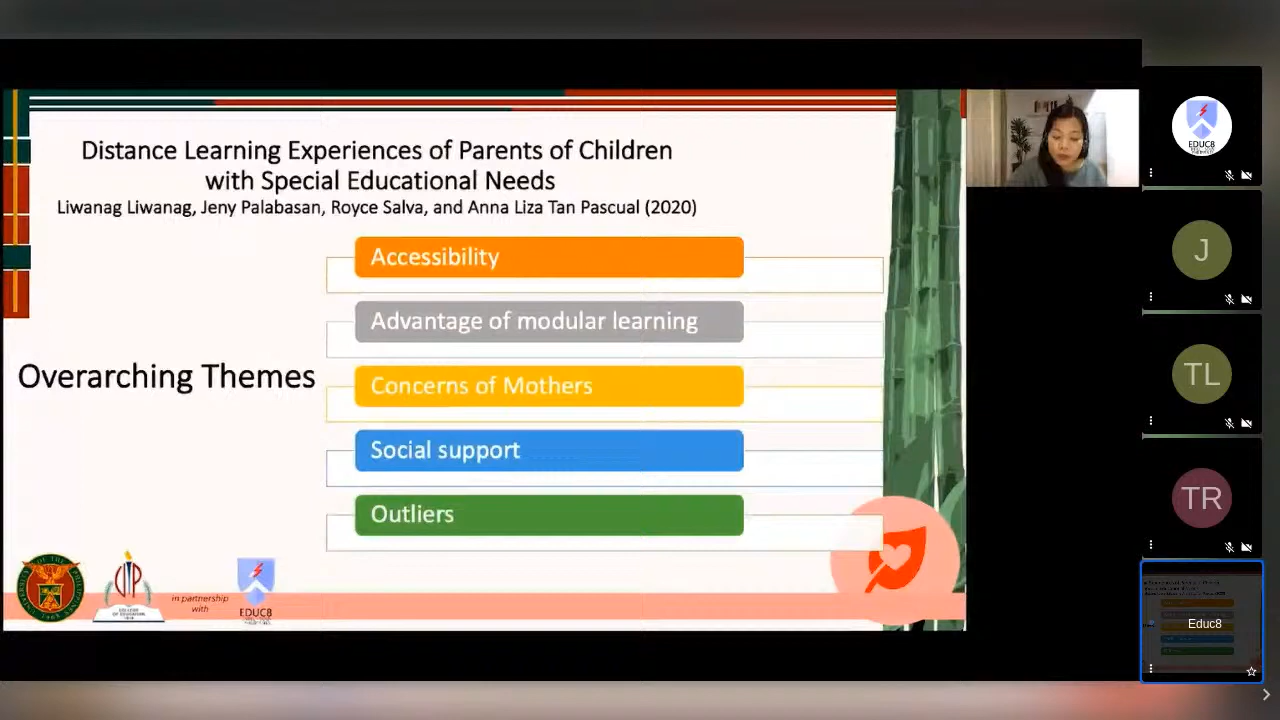 Distance Learning Experiences of Parents of Children
with Special Educational Needs
Liwanag Liwanag, Jeny Palabasan, Royce Salva, and Anna Liza Tan Pascual (2020)
Overarching Themes
Accessibility
Advantage of modular learning
Concerns of Mothers
Social support
Outliers
in partnership
with
EDUC8
EDUC8
J
TL
TR
Educ8